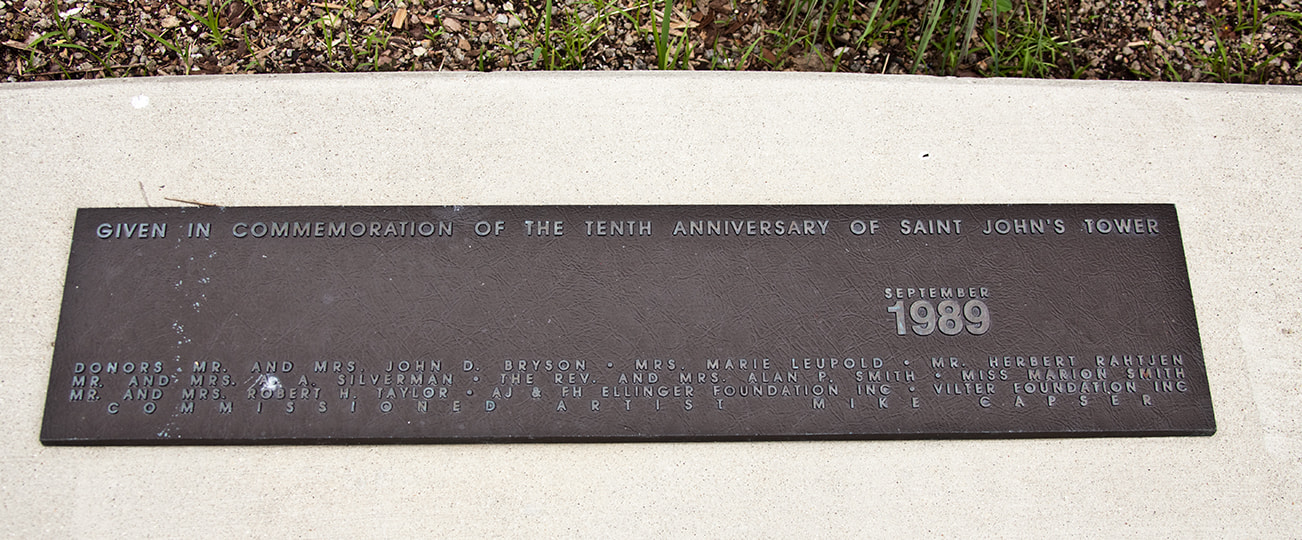 GIVEN IN COMMEMORATION OF THE TENTH ANNIVERSARY OF SAINT JOHN'S TOWER
SEPTEMBER
1989
DONORS MR. AND MRS. JOHN D. BRYSON • MRS. MARIE LEUPOLD • MR. HERBERT RAHTJEN
MR. AND MRS. A. SILVERMAN • THE REV. AND MRS. ALAN P. SMITH • MISS MARION SMITH
MR. AND MRS. ROBERT H. TAYLOR • AJ & FH ELLINGER FOUNDATION INC • VILTER FOUNDATION INC
COMMISSIONED ARTIST MIKE CAPSER